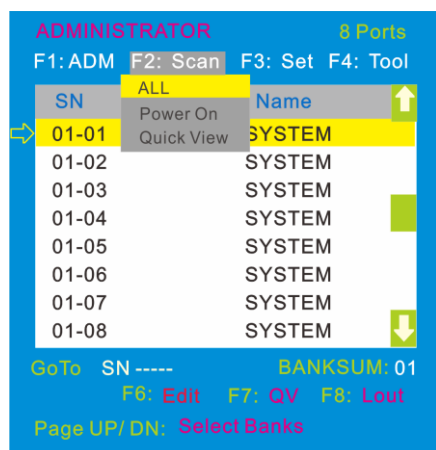 ADMINISTRATOR 8 Ports
F1: ADM F2: Scan F3: Set F4: Tool
ALL
Power On
Quick View
SN Name
01-01 SYSTEM
01-02 SYSTEM
01-03 SYSTEM
01-04 SYSTEM
01-05 SYSTEM
01-06 SYSTEM
01-07 SYSTEM
01-08 SYSTEM
GoTo SN ----- BANKSUM: 01
F6: Edit F7: QV F8: Lout
Page UP/ DN: Select Banks